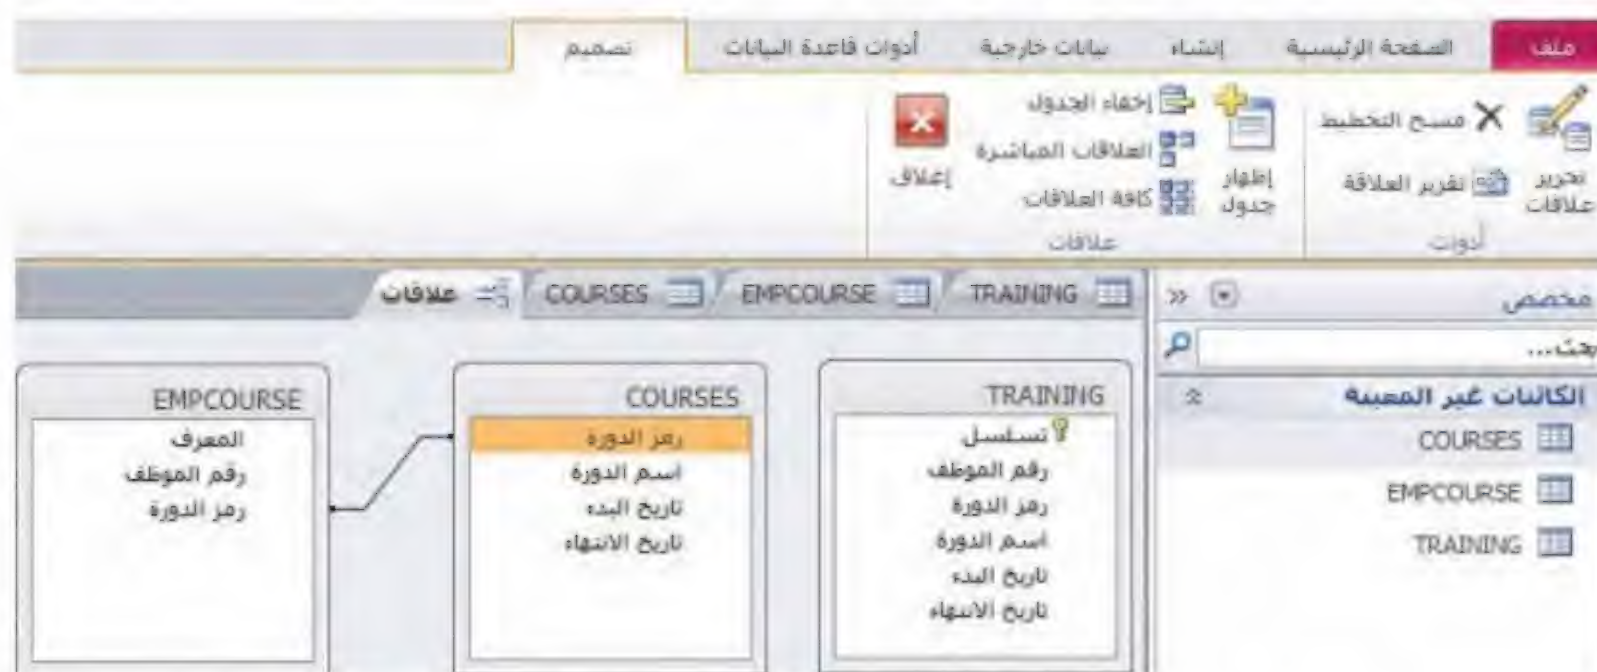 ملف الصفحة الرئيسية إنشاء بيانات خارجية أدوات قاعدة البيانات تصميم
تحرير علاقات
مسح التخطيط
تقرير العلاقة
أدوات
إظهار جدول
إخفاء الجدول
العلاقات المباشرة
كافة العلاقات
إغلاق
علاقات
مخصص
بحث...
الكائنات غير المعينة
COURSES
EMPCOURSE
TRAINING
TRAINING EMPCOURSE COURSES علاقات
TRAINING
تسلسل
رقم الموظف
رمز الدورة
اسم الدورة
تاريخ البدء
تاريخ الانتهاء
COURSES
رمز الدورة
اسم الدورة
تاريخ البدء
تاريخ الانتهاء
EMPCOURSE
المعرف
رقم الموظف
رمز الدورة